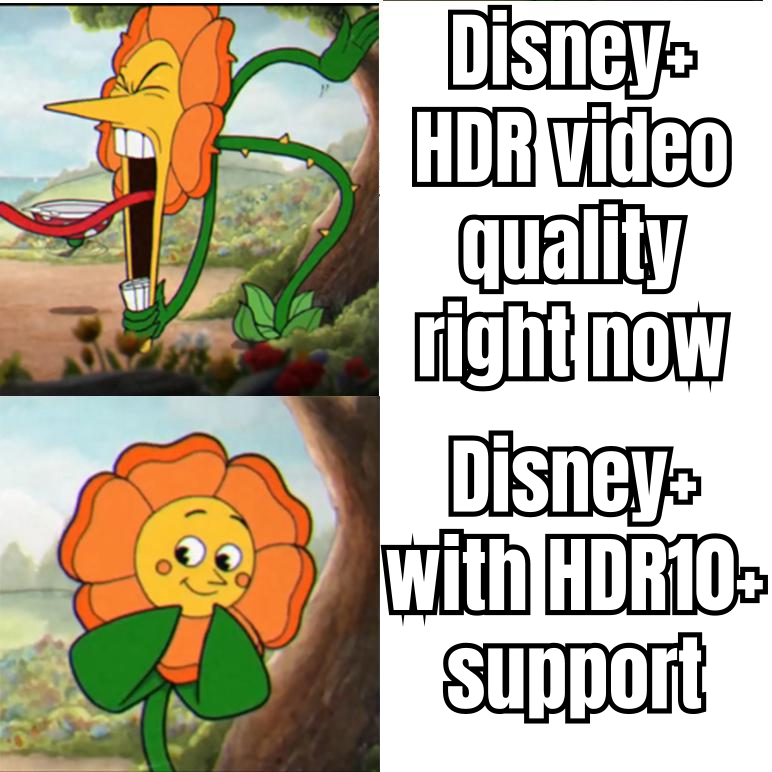 Disney+
HDR video
quality
right now
Disney+
with HDR10+
support